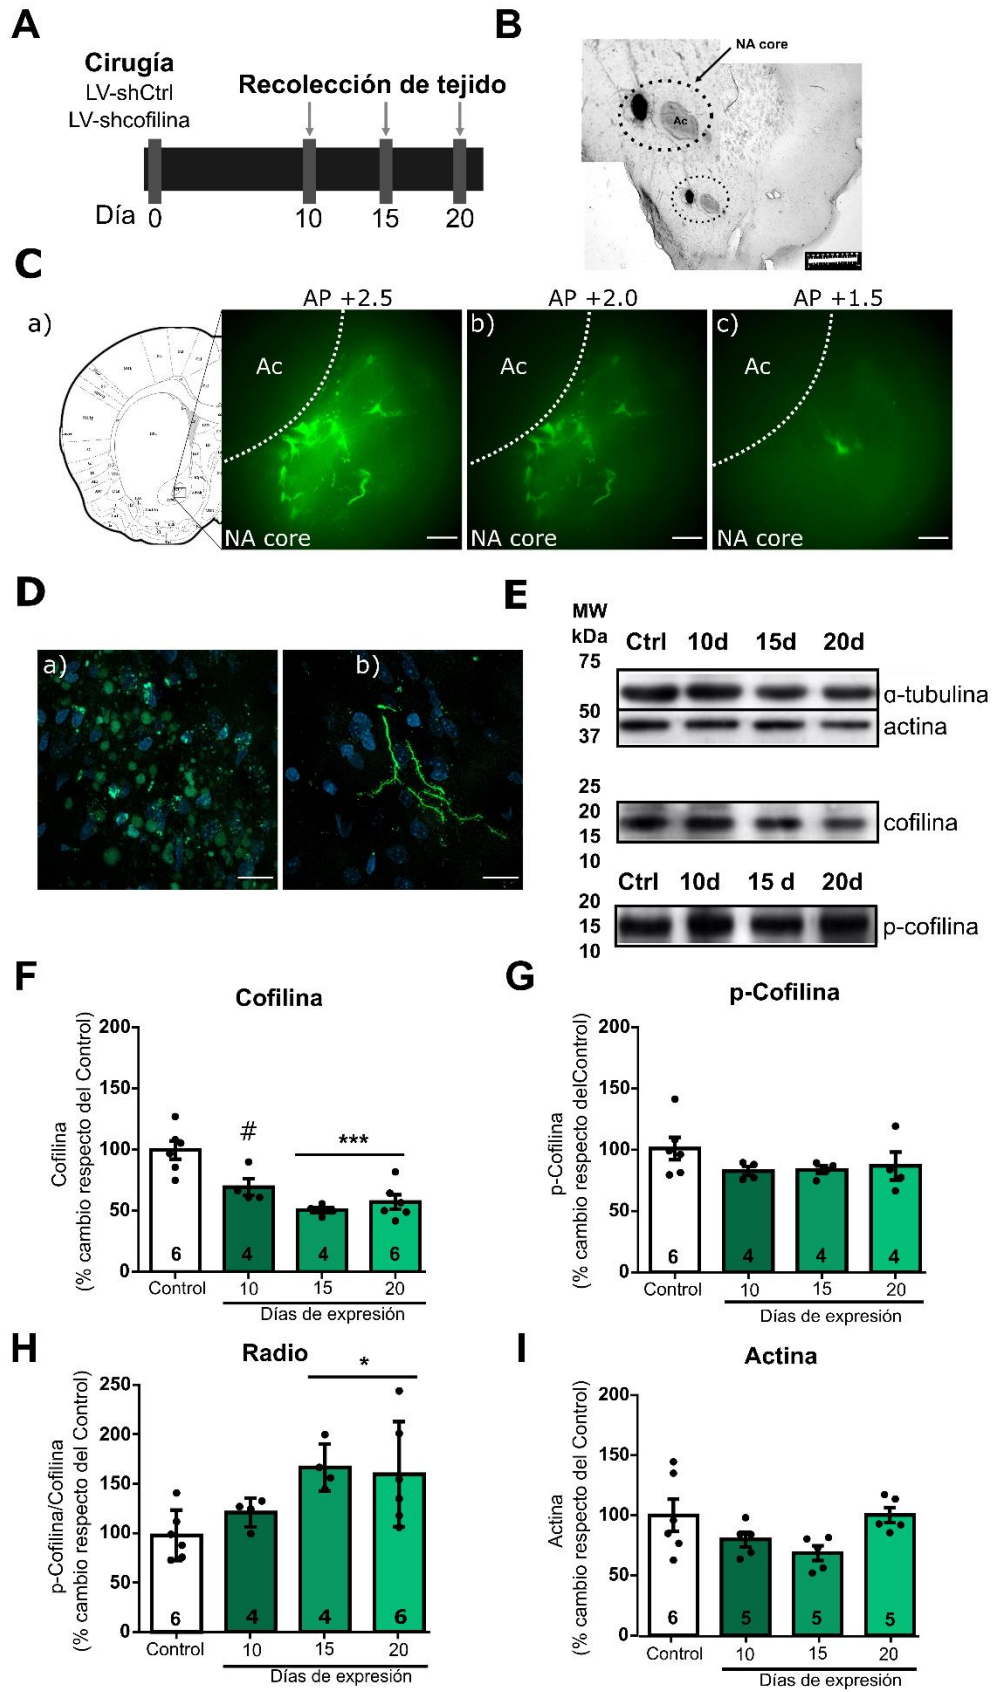 A
Cirugía
LV-shCtrl
LV-shcofilina
Recolección de tejido
Día 0 10 15 20
B
NA core
Ac
C
AP +2.5 AP +2.0 AP +1.5
a) b) c)
Ac Ac Ac
NA core NA core NA core
D
a) b)
E
MW
kDa
Ctrl 10d 15d 20d
75
α-tubulina
50
actina
37
25
20
cofilina
15
10
Ctrl 10d 15 d 20d
20
15
p-cofilina
10
F
Cofilina
Cofilina
(% cambio respecto del Control)
200
150
100
50
0
#
***
6 4 4 6
Control 10 15 20
Días de expresión
G
p-Cofilina
p-Cofilina
(% cambio respecto delControl)
200
150
100
50
0
6 4 4 4
Control 10 15 20
Días de expresión
H
Radio
p-Cofilina/Cofilina
(% cambio respecto del Control)
250
200
150
100
50
0
*
6 4 4 6
Control 10 15 20
Días de expresión
I
Actina
Actina
(% cambio respecto del Control)
200
150
100
50
0
6 5 5 5
Control 10 15 20
Días de expresión